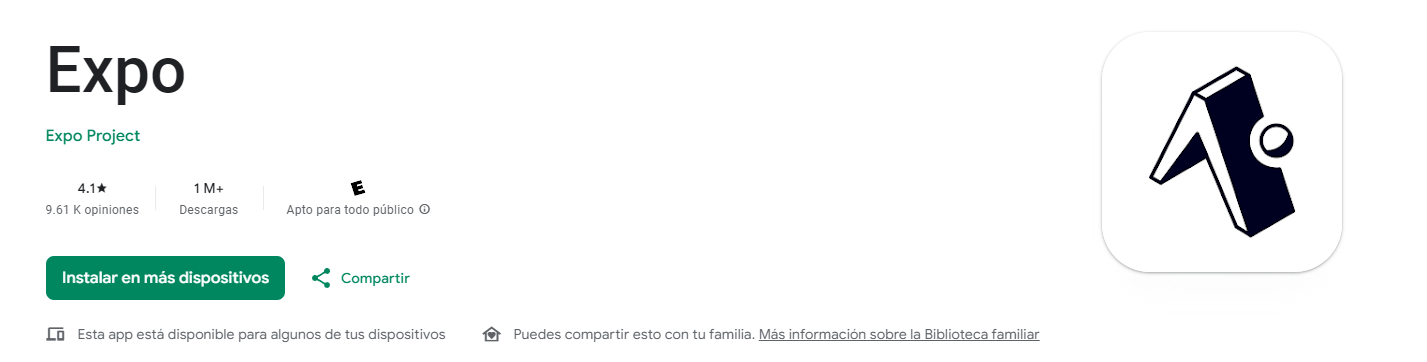 Expo
Expo Project
4.1★ 1 M+ E
9.61 K opiniones Descargas Apto para todo público
Instalar en más dispositivos Compartir
Esta app está disponible para algunos de tus dispositivos Puedes compartir esto con tu familia. Más información sobre la Biblioteca familiar